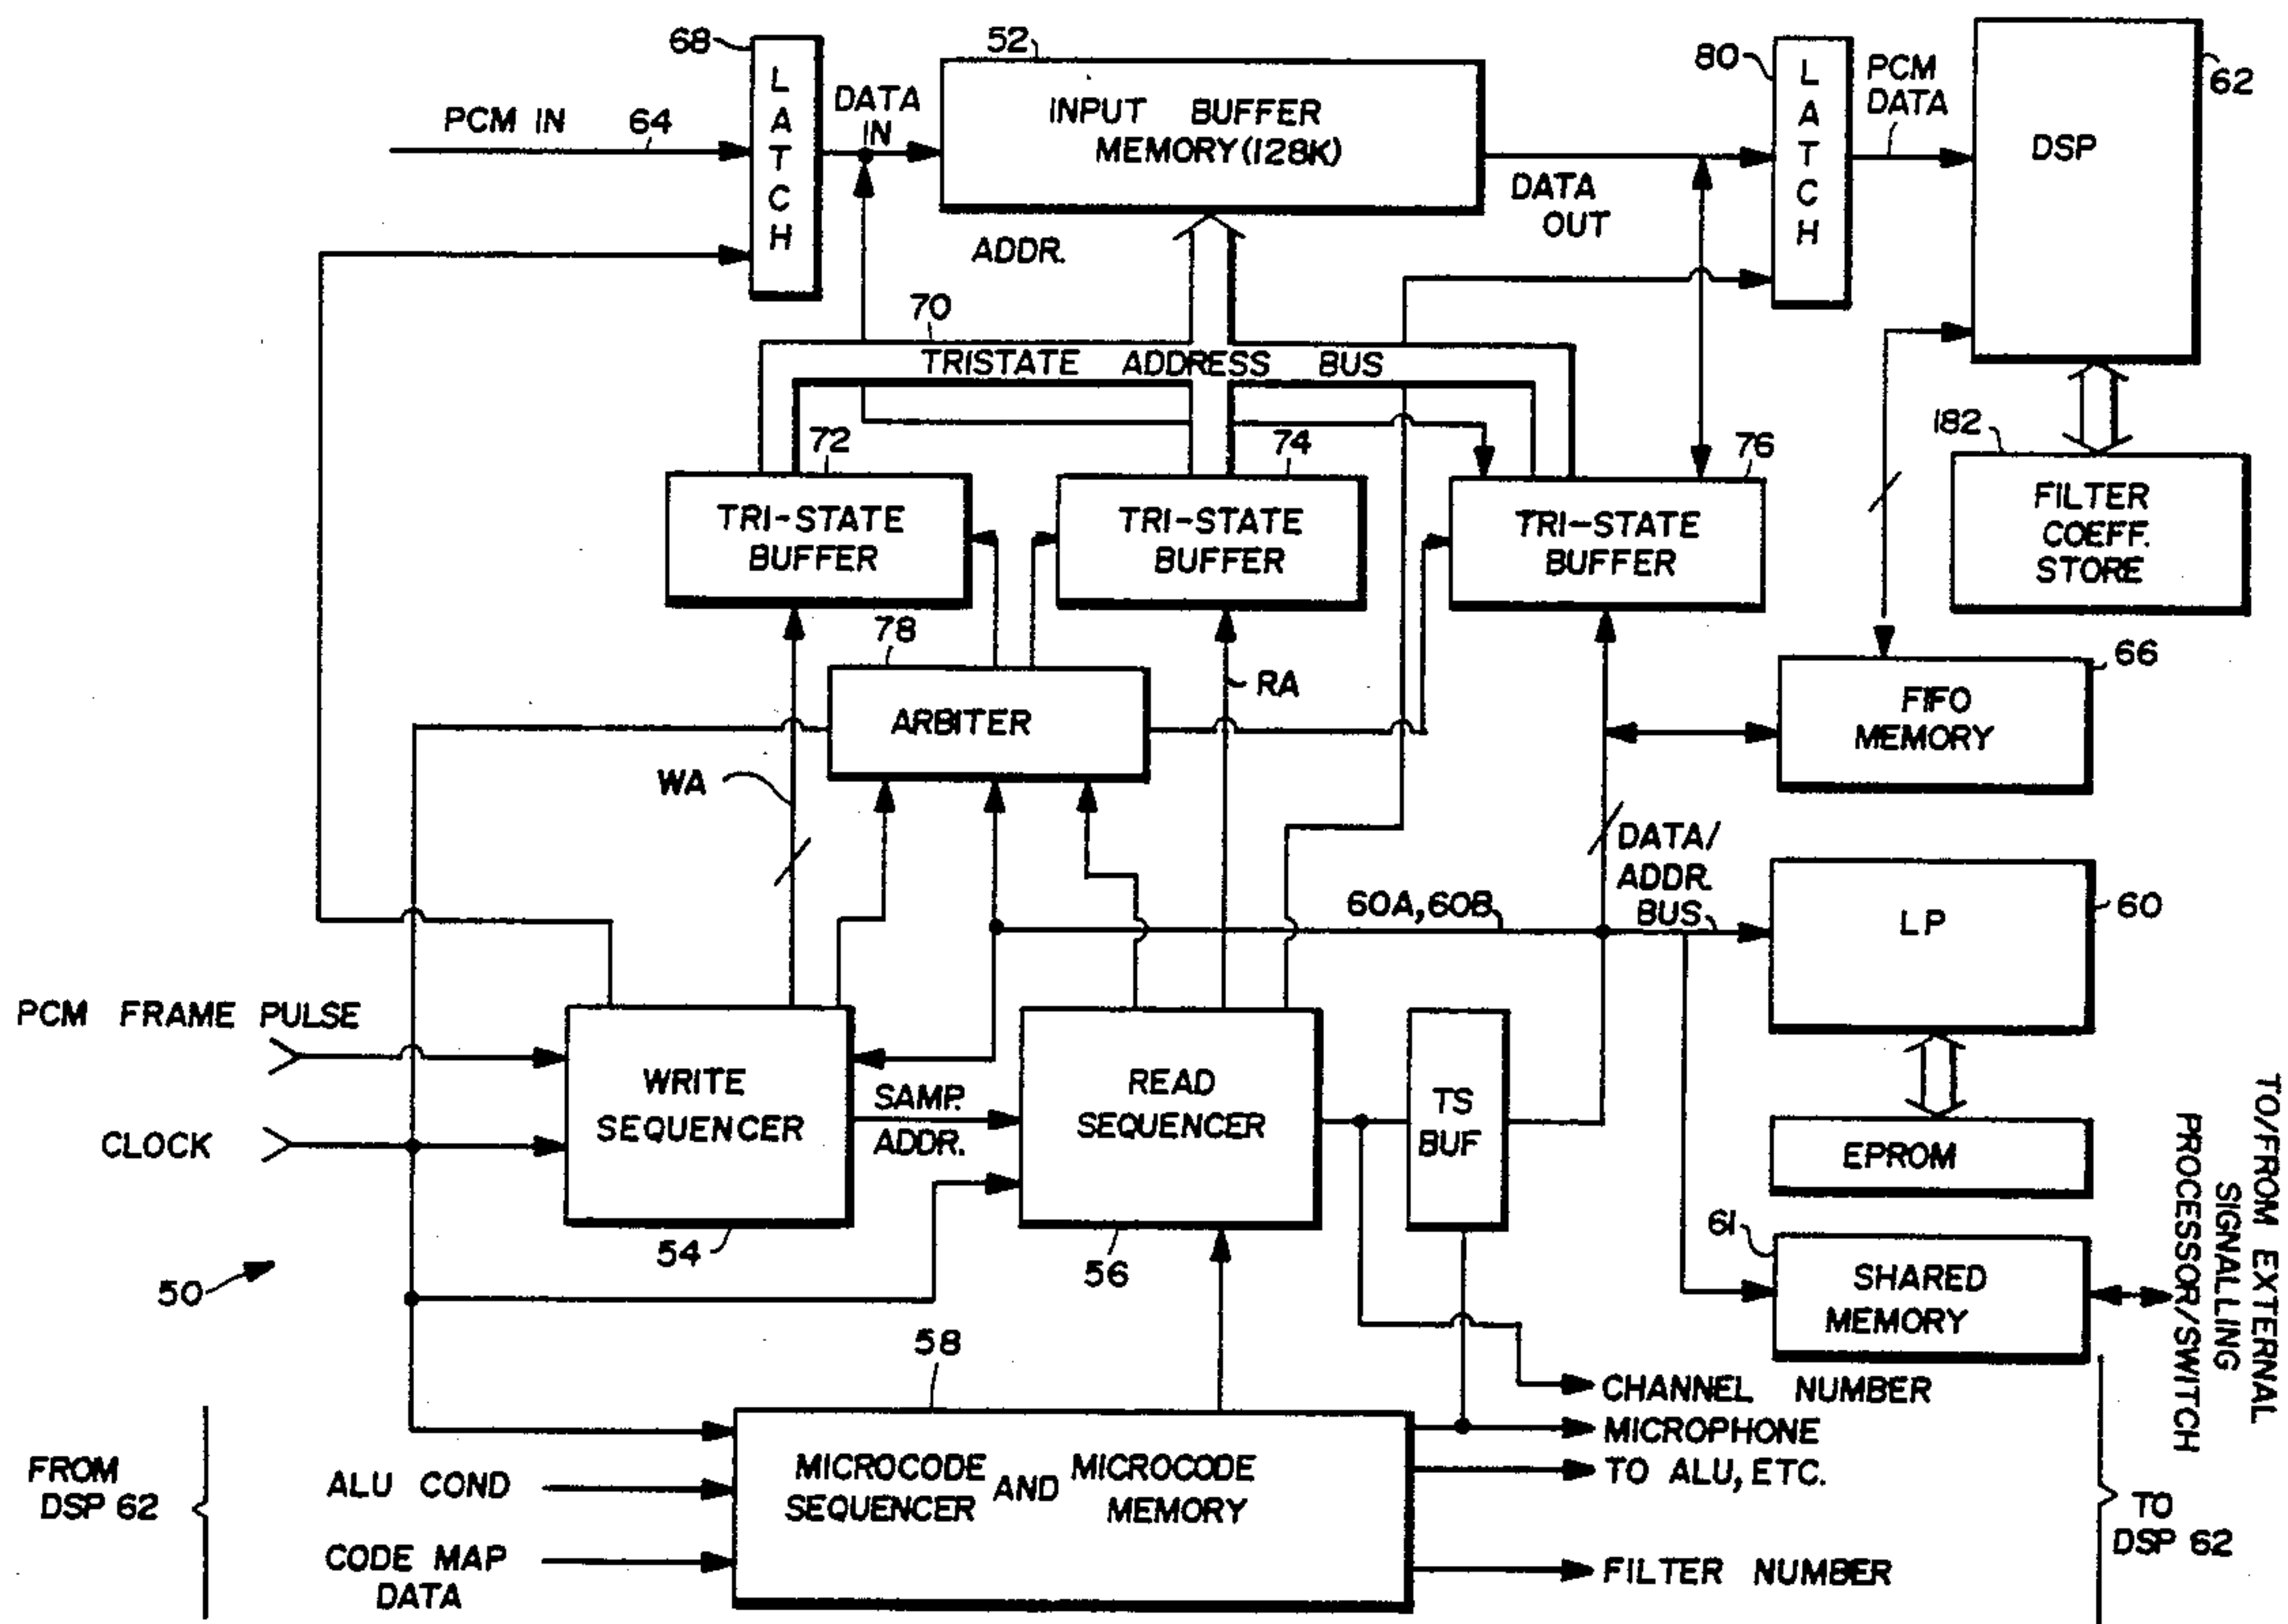 68
L
A
T
C
H
52
INPUT BUFFER
MEMORY (128K)
80
L
A
T
C
H
PCM
DATA
62
DSP
PCM IN
64
DATA
IN
DATA
OUT
ADDR.
70
TRISTATE ADDRESS BUS
72
TRI-STATE
BUFFER
74
TRI-STATE
BUFFER
76
TRI-STATE
BUFFER
182
FILTER
COEFF.
STORE
78
ARBITER
RA
WA
66
FIFO
MEMORY
DATA/
ADDR.
BUS
60A, 60B
LP
60
PCM FRAME PULSE
CLOCK
WRITE
SEQUENCER
54
SAMP.
ADDR.
READ
SEQUENCER
56
TS
BUF
EPROM
61
SHARED
MEMORY
TO/FROM EXTERNAL
SIGNALLING
PROCESSOR/SWITCH
50
58
MICROCODE
SEQUENCER
AND
MICROCODE
MEMORY
FROM
DSP 62
ALU COND
CODE MAP
DATA
CHANNEL NUMBER
MICROPHONE
TO ALU, ETC.
FILTER NUMBER
TO
DSP 62